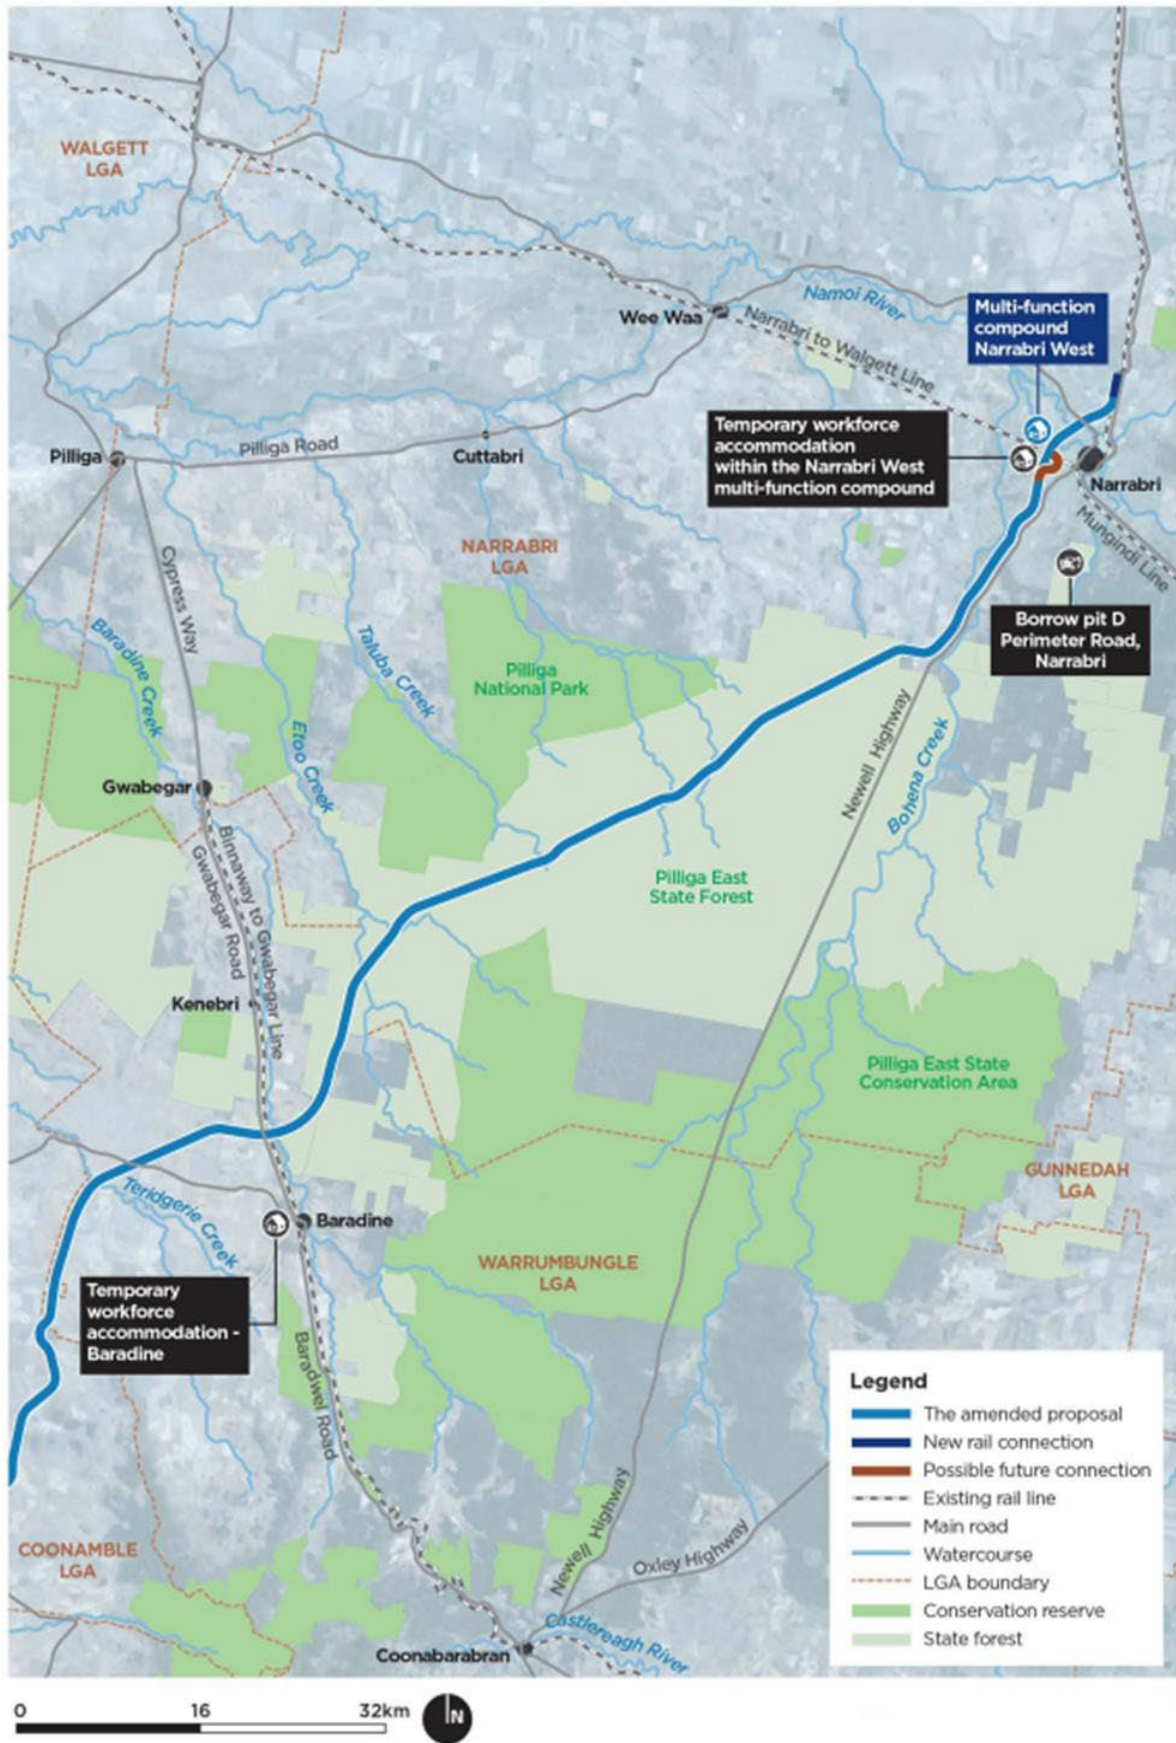 WALGETT
LGA
Wee Waa
Namoi River
Narrabri to Walgett Line
Multi-function
compound
Narrabri West
Temporary workforce
accommodation
within the Narrabri West
multi-function compound
Pilliga
Pilliga Road
Cuttabri
Narrabri
Mungindi Line
NARRABRI
LGA
Cypress Way
Borrow pit D
Perimeter Road,
Narrabri
Baradine Creek
Taluba Creek
Pilliga
National Park
Etoo Creek
Newell Highway
Bohena Creek
Gwabegar
Binnaway to Gwabegar Line
Gwabegar Road
Pilliga East
State Forest
Kenebri
Pilliga East State
Conservation Area
GUNNEDAH
LGA
Teridgerie Creek
Baradine
WARRUMBUNGLE
LGA
Temporary
workforce
accommodation -
Baradine
Baradwel Road
Newell Highway
Oxley Highway
COONAMBLE
LGA
Castlereagh River
Coonabarabran
Legend
The amended proposal
New rail connection
Possible future connection
Existing rail line
Main road
Watercourse
LGA boundary
Conservation reserve
State forest
0 16 32km
N